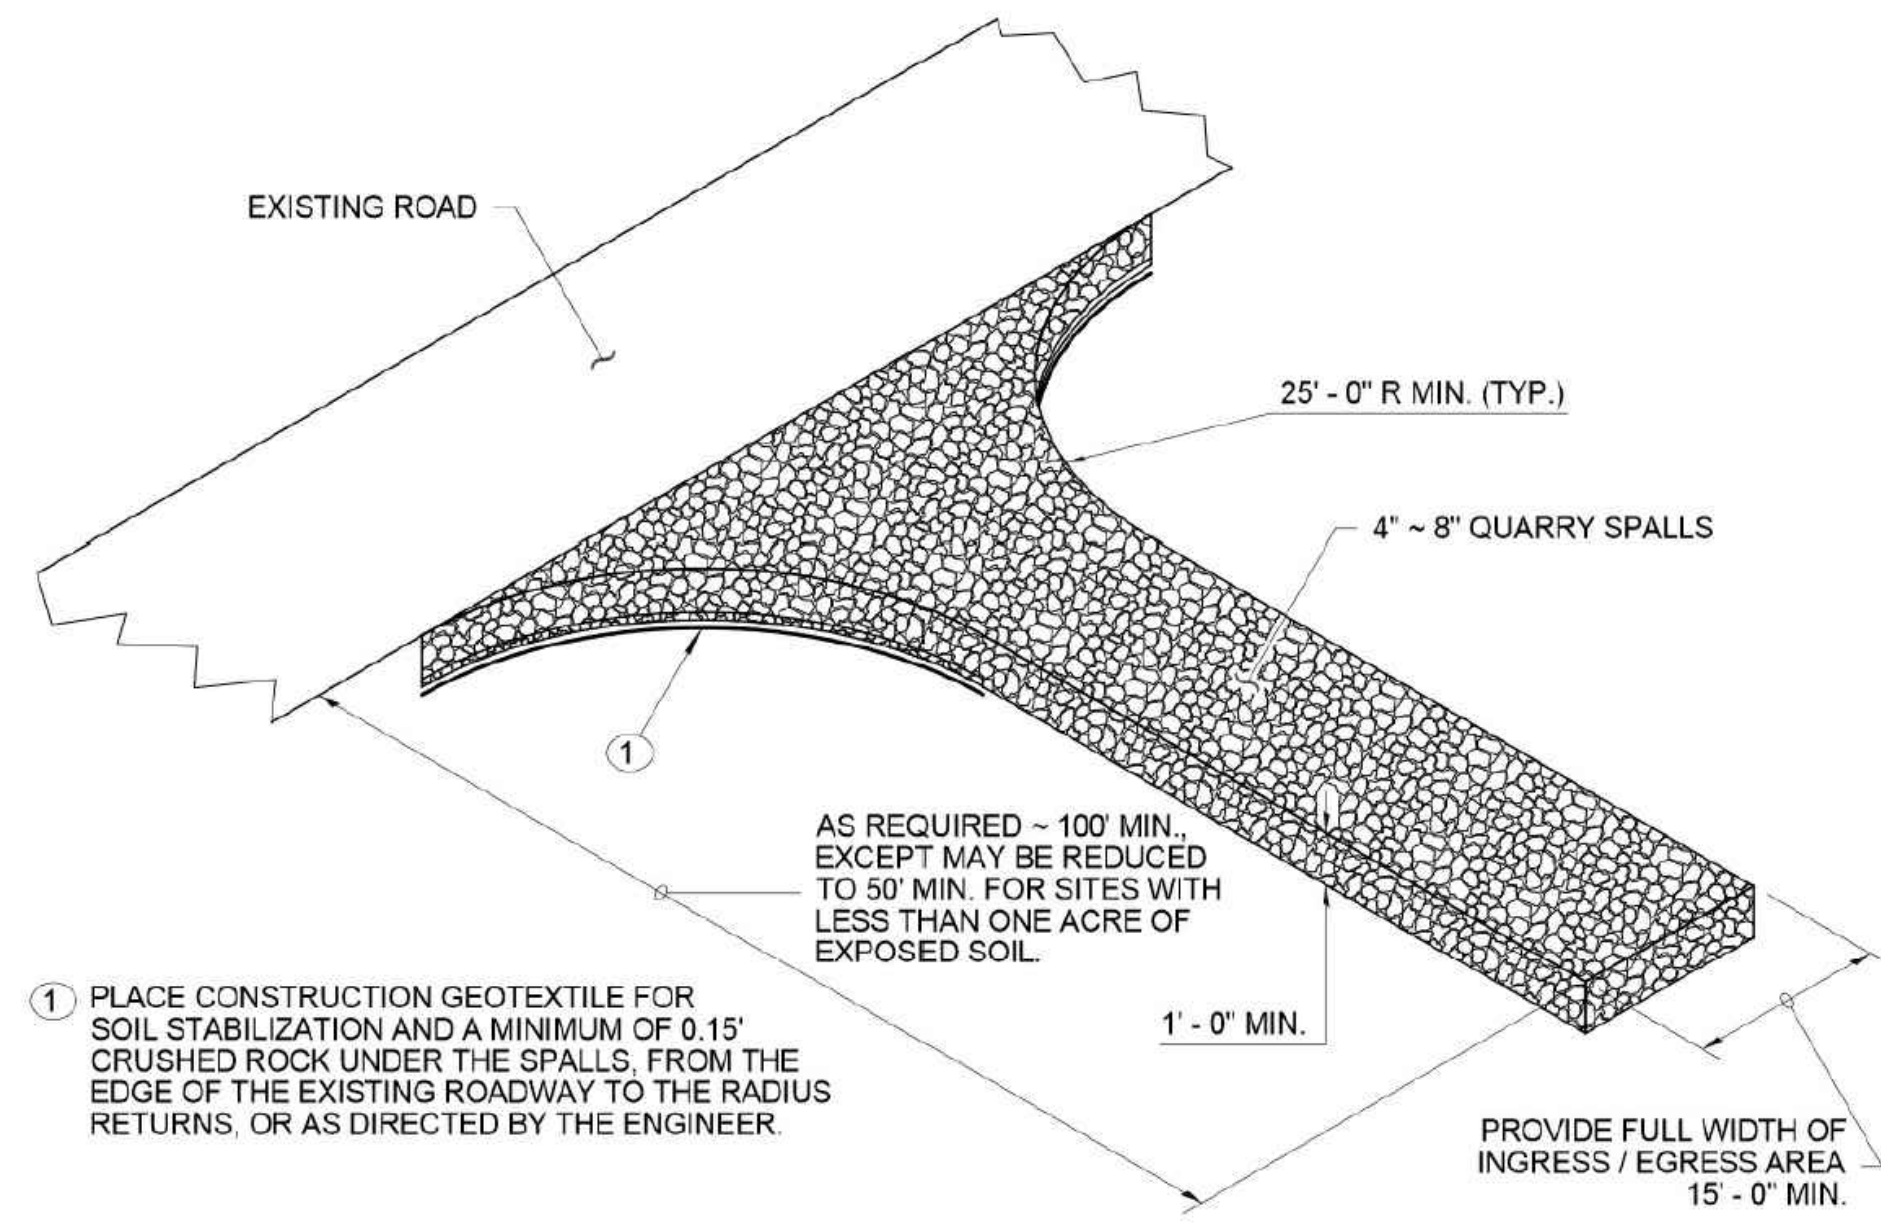 EXISTING ROAD
25' - 0" R MIN. (TYP.)
4" ~ 8" QUARRY SPALLS
1
AS REQUIRED ~ 100' MIN.,
EXCEPT MAY BE REDUCED
TO 50' MIN. FOR SITES WITH
LESS THAN ONE ACRE OF
EXPOSED SOIL.
1' - 0" MIN.
1 PLACE CONSTRUCTION GEOTEXTILE FOR
SOIL STABILIZATION AND A MINIMUM OF 0.15'
CRUSHED ROCK UNDER THE SPALLS, FROM THE
EDGE OF THE EXISTING ROADWAY TO THE RADIUS
RETURNS, OR AS DIRECTED BY THE ENGINEER.
PROVIDE FULL WIDTH OF
INGRESS / EGRESS AREA
15' - 0" MIN.